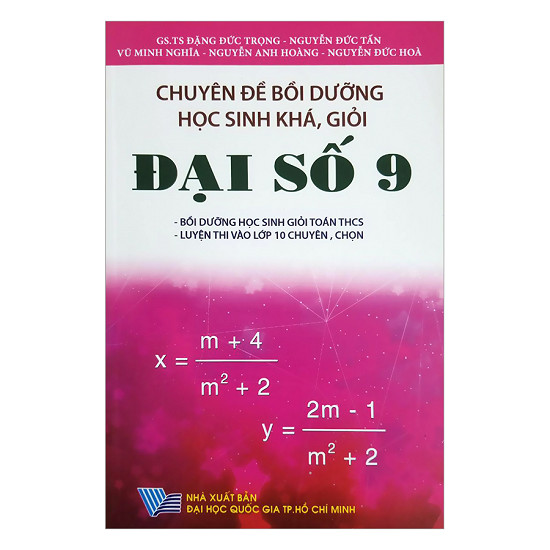 GS.TS ĐẶNG ĐỨC TRỌNG - NGUYỄN ĐỨC TẤN
VŨ MINH NGHĨA - NGUYỄN ANH HOÀNG - NGUYỄN ĐỨC HOÀ
CHUYÊN ĐỀ BỒI DƯỠNG
HỌC SINH KHÁ, GIỎI
ĐẠI SỐ 9
- BỒI DƯỠNG HỌC SINH GIỎI TOÁN THCS
- LUYỆN THI VÀO LỚP 10 CHUYÊN , CHỌN
x = (m + 4) / (m² + 2)
y = (2m - 1) / (m² + 2)
NHÀ XUẤT BẢN
ĐẠI HỌC QUỐC GIA TP.HỒ CHÍ MINH